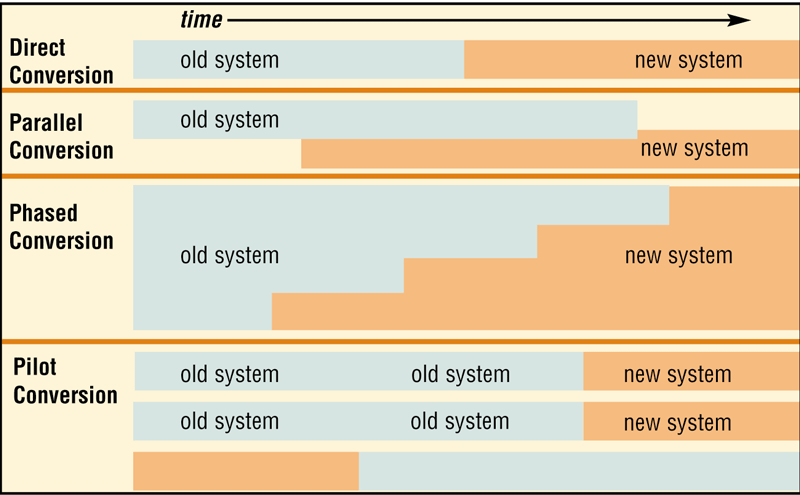 time
Direct
Conversion
old system
new system
Parallel
Conversion
old system
new system
Phased
Conversion
old system
new system
Pilot
Conversion
old system
old system
new system
old system
old system
new system